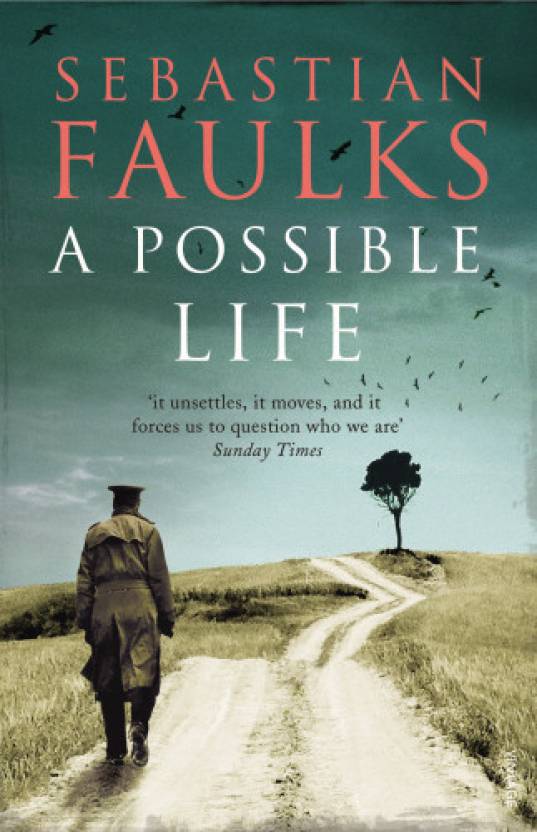 SEBASTIAN
FAULKS
A POSSIBLE
LIFE
‘it unsettles, it moves, and it
forces us to question who we are’
Sunday Times
VINTAGE